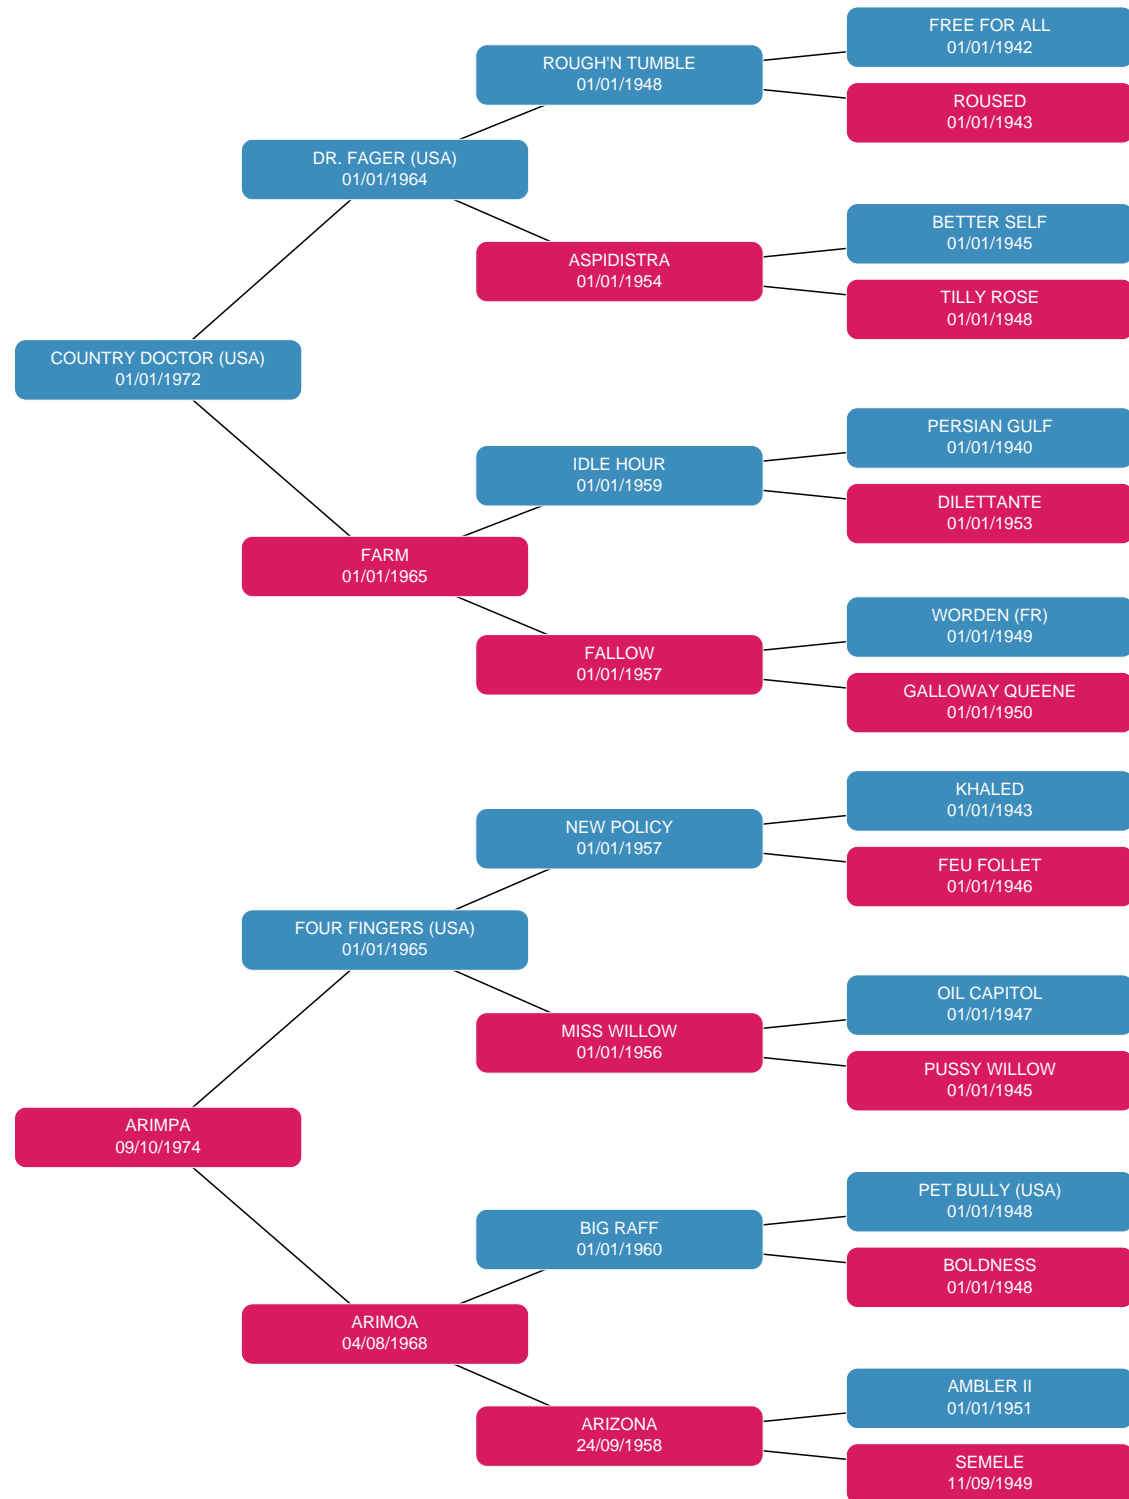 FREE FOR ALL
01/01/1942
ROUGH'N TUMBLE
01/01/1948
ROUSED
01/01/1943
DR. FAGER (USA)
01/01/1964
BETTER SELF
01/01/1945
ASPIDISTRA
01/01/1954
TILLY ROSE
01/01/1948
COUNTRY DOCTOR (USA)
01/01/1972
PERSIAN GULF
01/01/1940
IDLE HOUR
01/01/1959
DILETTANTE
01/01/1953
FARM
01/01/1965
WORDEN (FR)
01/01/1949
FALLOW
01/01/1957
GALLOWAY QUEENE
01/01/1950
KHALED
01/01/1943
NEW POLICY
01/01/1957
FEU FOLLET
01/01/1946
FOUR FINGERS (USA)
01/01/1965
OIL CAPITOL
01/01/1947
MISS WILLOW
01/01/1956
PUSSY WILLOW
01/01/1945
ARIMPA
09/10/1974
PET BULLY (USA)
01/01/1948
BIG RAFF
01/01/1960
BOLDNESS
01/01/1948
ARIMOA
04/08/1968
AMBLER II
01/01/1951
ARIZONA
24/09/1958
SEMELE
11/09/1949